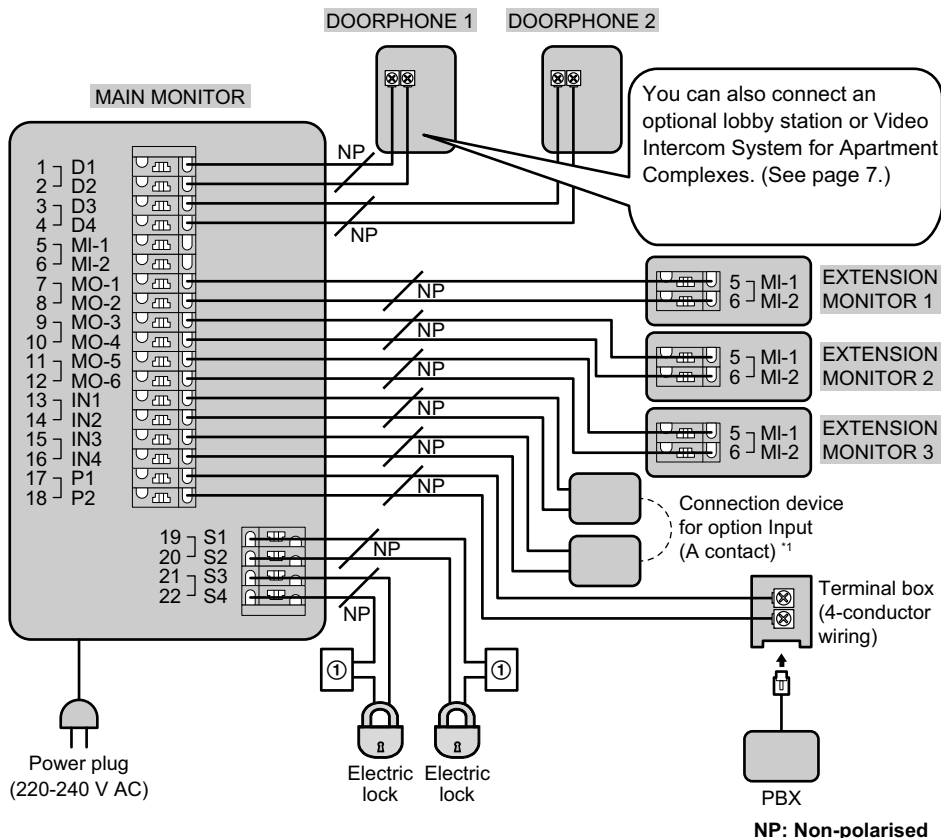 DOORPHONE 1
DOORPHONE 2
MAIN MONITOR
You can also connect an
optional lobby station or Video
Intercom System for Apartment
Complexes. (See page 7.)
1 D1
2 D2
3 D3
4 D4
5 MI-1
6 MI-2
7 MO-1
8 MO-2
9 MO-3
10 MO-4
11 MO-5
12 MO-6
13 IN1
14 IN2
15 IN3
16 IN4
17 P1
18 P2
19 S1
20 S2
21 S3
22 S4
NP
NP
NP
NP
NP
NP
NP
NP
NP
NP
5 MI-1
6 MI-2
EXTENSION
MONITOR 1
5 MI-1
6 MI-2
EXTENSION
MONITOR 2
5 MI-1
6 MI-2
EXTENSION
MONITOR 3
Connection device
for option Input
(A contact) *1
Terminal box
(4-conductor
wiring)
①
①
Power plug
(220-240 V AC)
Electric
lock
Electric
lock
PBX
NP: Non-polarised